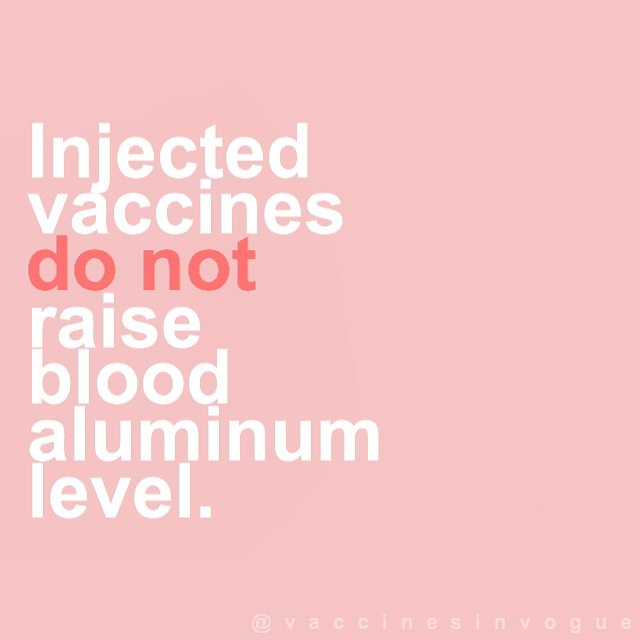 Injected
vaccines
do not
raise
blood
aluminum
level.
@vaccinesinvogue